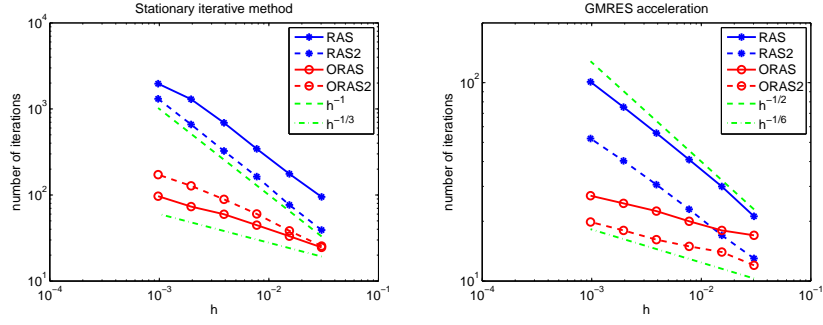 Stationary iterative method
number of iterations
10^4
10^3
10^2
10^1
10^−4
10^−3
10^−2
10^−1
h
RAS
RAS2
ORAS
ORAS2
h^−1
h^−1/3
GMRES acceleration
number of iterations
10^2
10^1
10^−4
10^−3
10^−2
10^−1
h
RAS
RAS2
ORAS
ORAS2
h^−1/2
h^−1/6